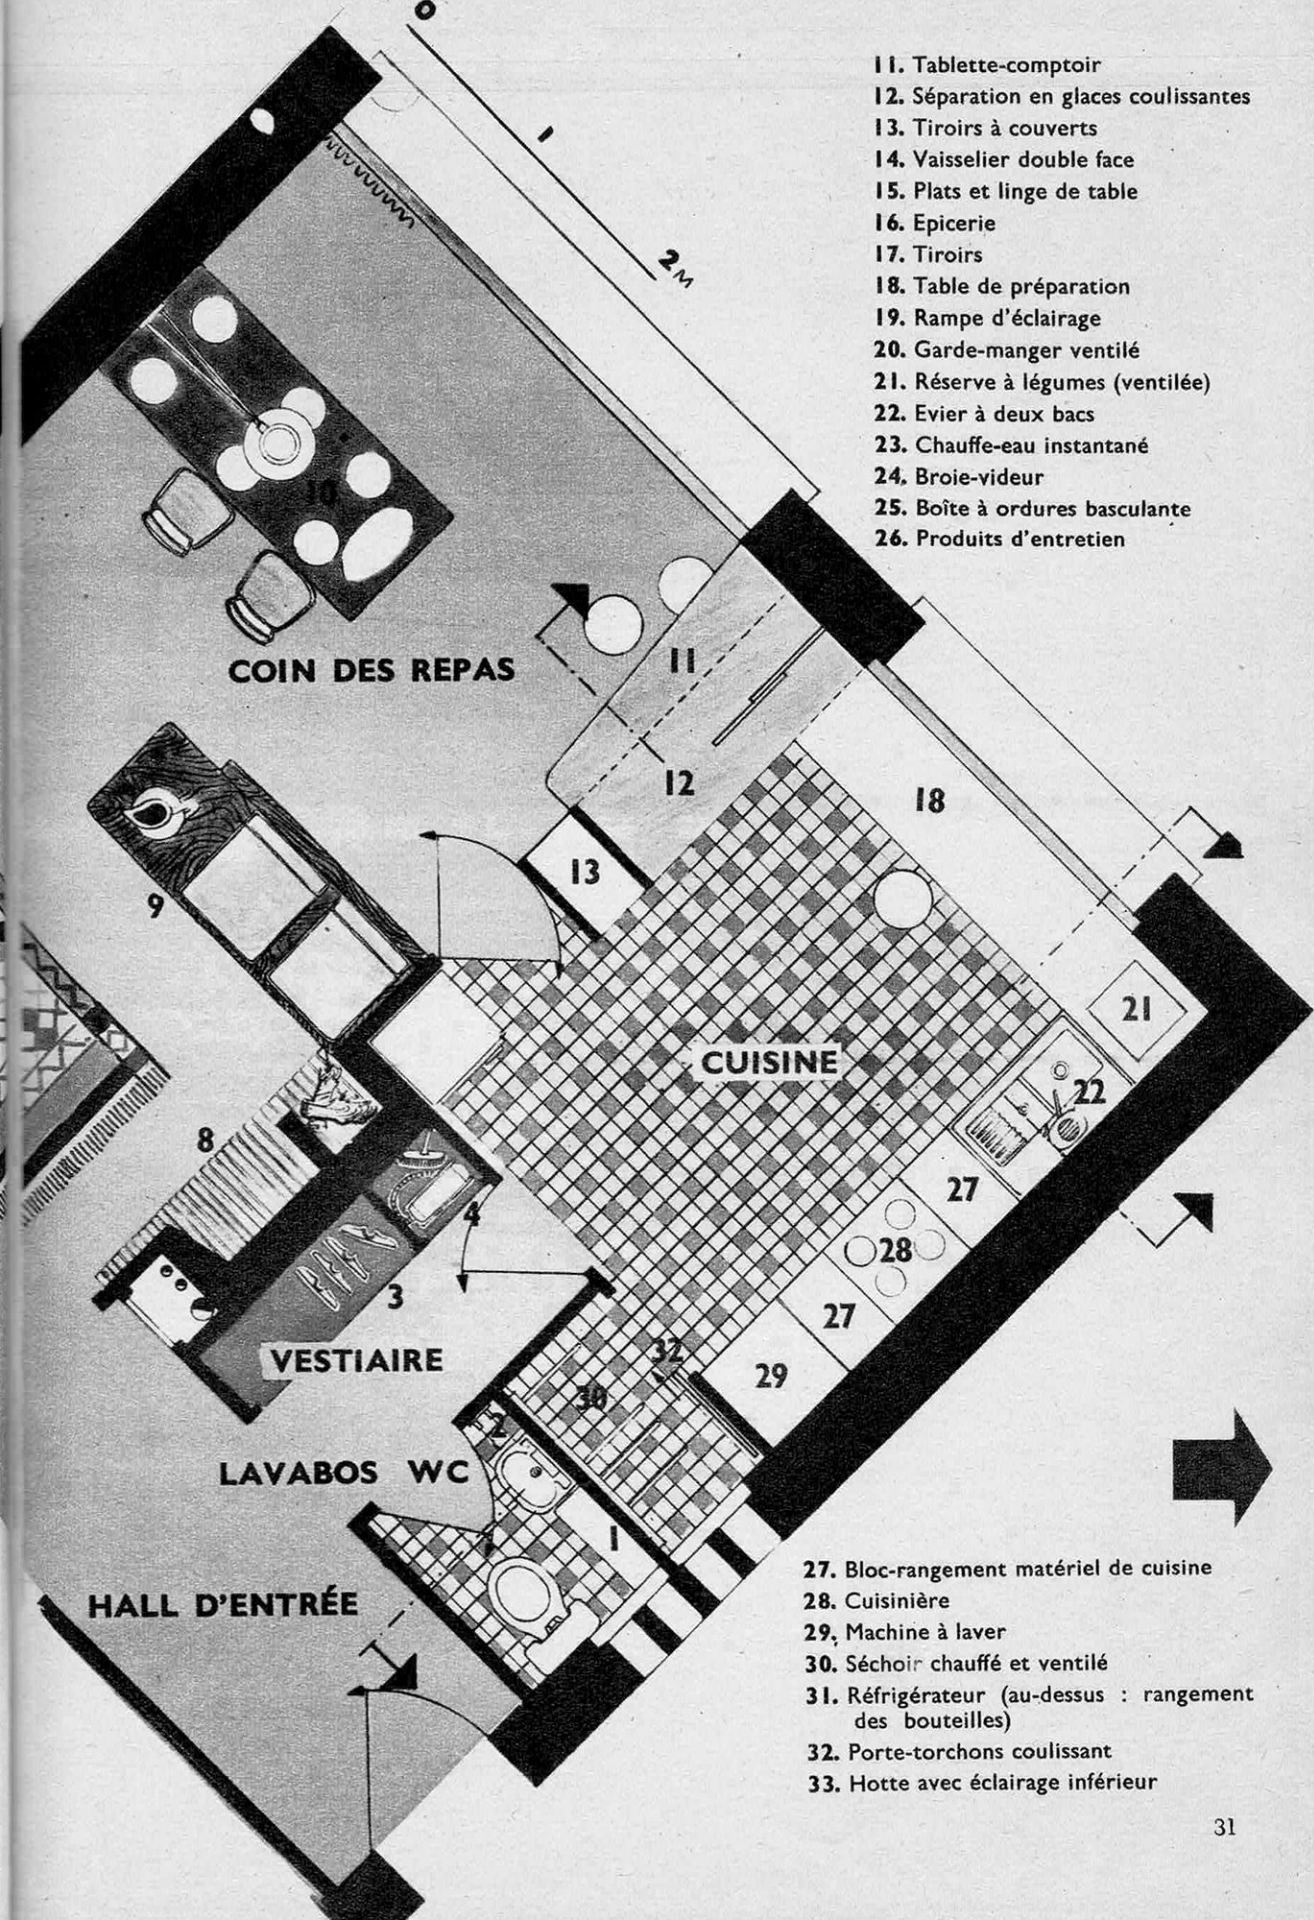 0
1
2M
11. Tablette-comptoir
12. Séparation en glaces coulissantes
13. Tiroirs à couverts
14. Vaisselier double face
15. Plats et linge de table
16. Epicerie
17. Tiroirs
18. Table de préparation
19. Rampe d'éclairage
20. Garde-manger ventilé
21. Réserve à légumes (ventilée)
22. Evier à deux bacs
23. Chauffe-eau instantané
24. Broie-videur
25. Boîte à ordures basculante
26. Produits d'entretien
10
COIN DES REPAS
11
12
18
13
9
21
CUISINE
22
8
27
4
28
3
27
32
VESTIAIRE
29
30
2
LAVABOS WC
1
HALL D'ENTRÉE
27. Bloc-rangement matériel de cuisine
28. Cuisinière
29. Machine à laver
30. Séchoir chauffé et ventilé
31. Réfrigérateur (au-dessus : rangement
des bouteilles)
32. Porte-torchons coulissant
33. Hotte avec éclairage inférieur
31